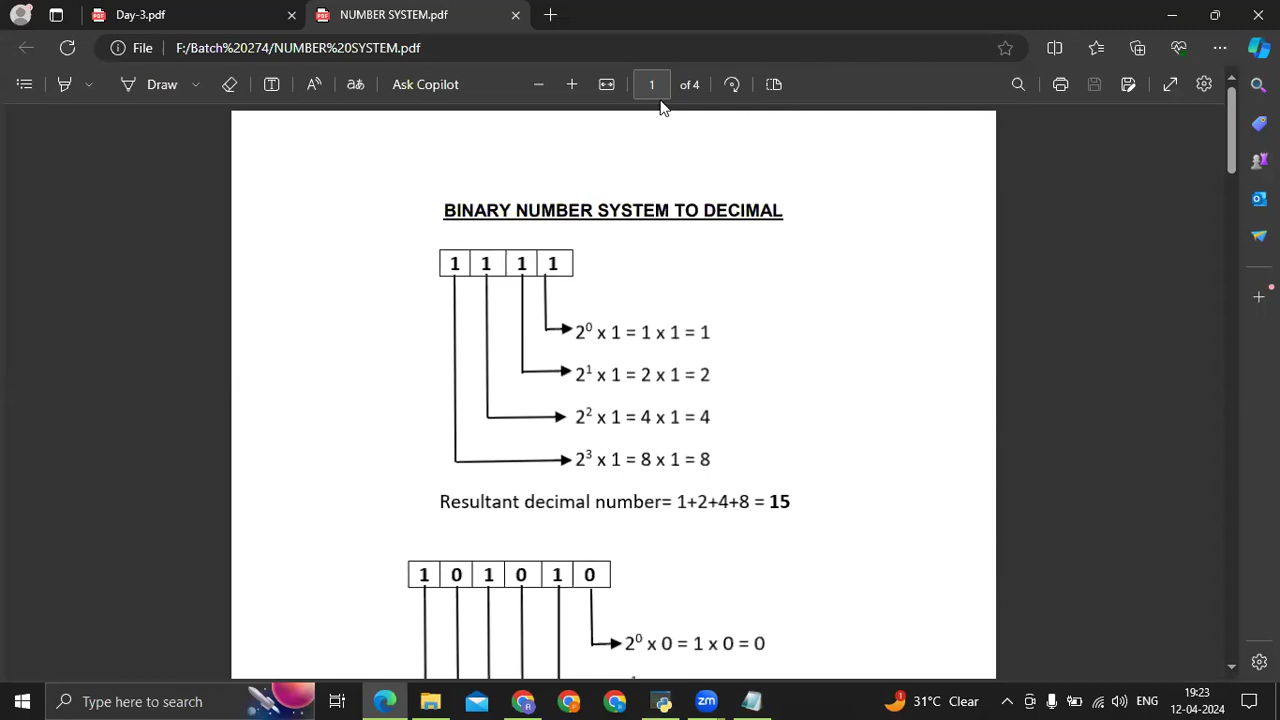 Day-3.pdf
NUMBER SYSTEM.pdf
File F:/Batch%20274/NUMBER%20SYSTEM.pdf
Draw
aあ
Ask Copilot
1 of 4
BINARY NUMBER SYSTEM TO DECIMAL
1 1 1 1
2⁰ x 1 = 1 x 1 = 1
2¹ x 1 = 2 x 1 = 2
2² x 1 = 4 x 1 = 4
2³ x 1 = 8 x 1 = 8
Resultant decimal number= 1+2+4+8 = 15
1 0 1 0 1 0
2⁰ x 0 = 1 x 0 = 0
Type here to search
1
31°C Clear
ENG
19:23
12-04-2024